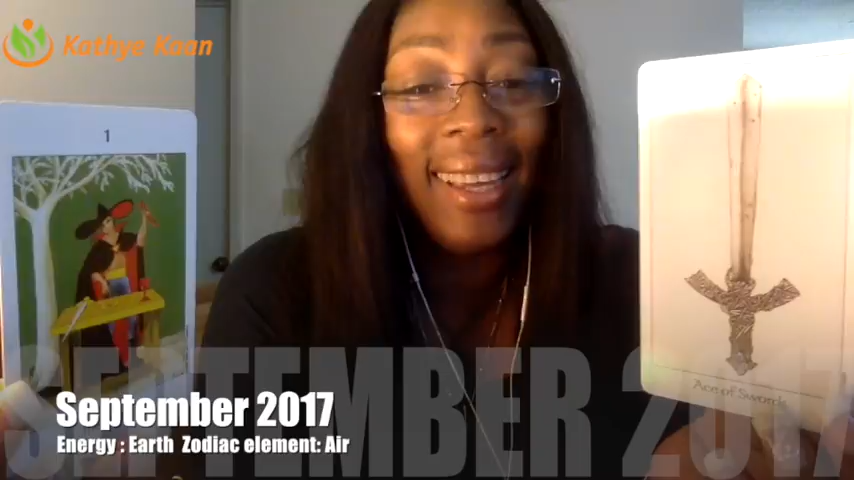 Kathye Kaan
1
Ace of Swords
SEPTEMBER 2017
September 2017
Energy : Earth Zodiac element: Air